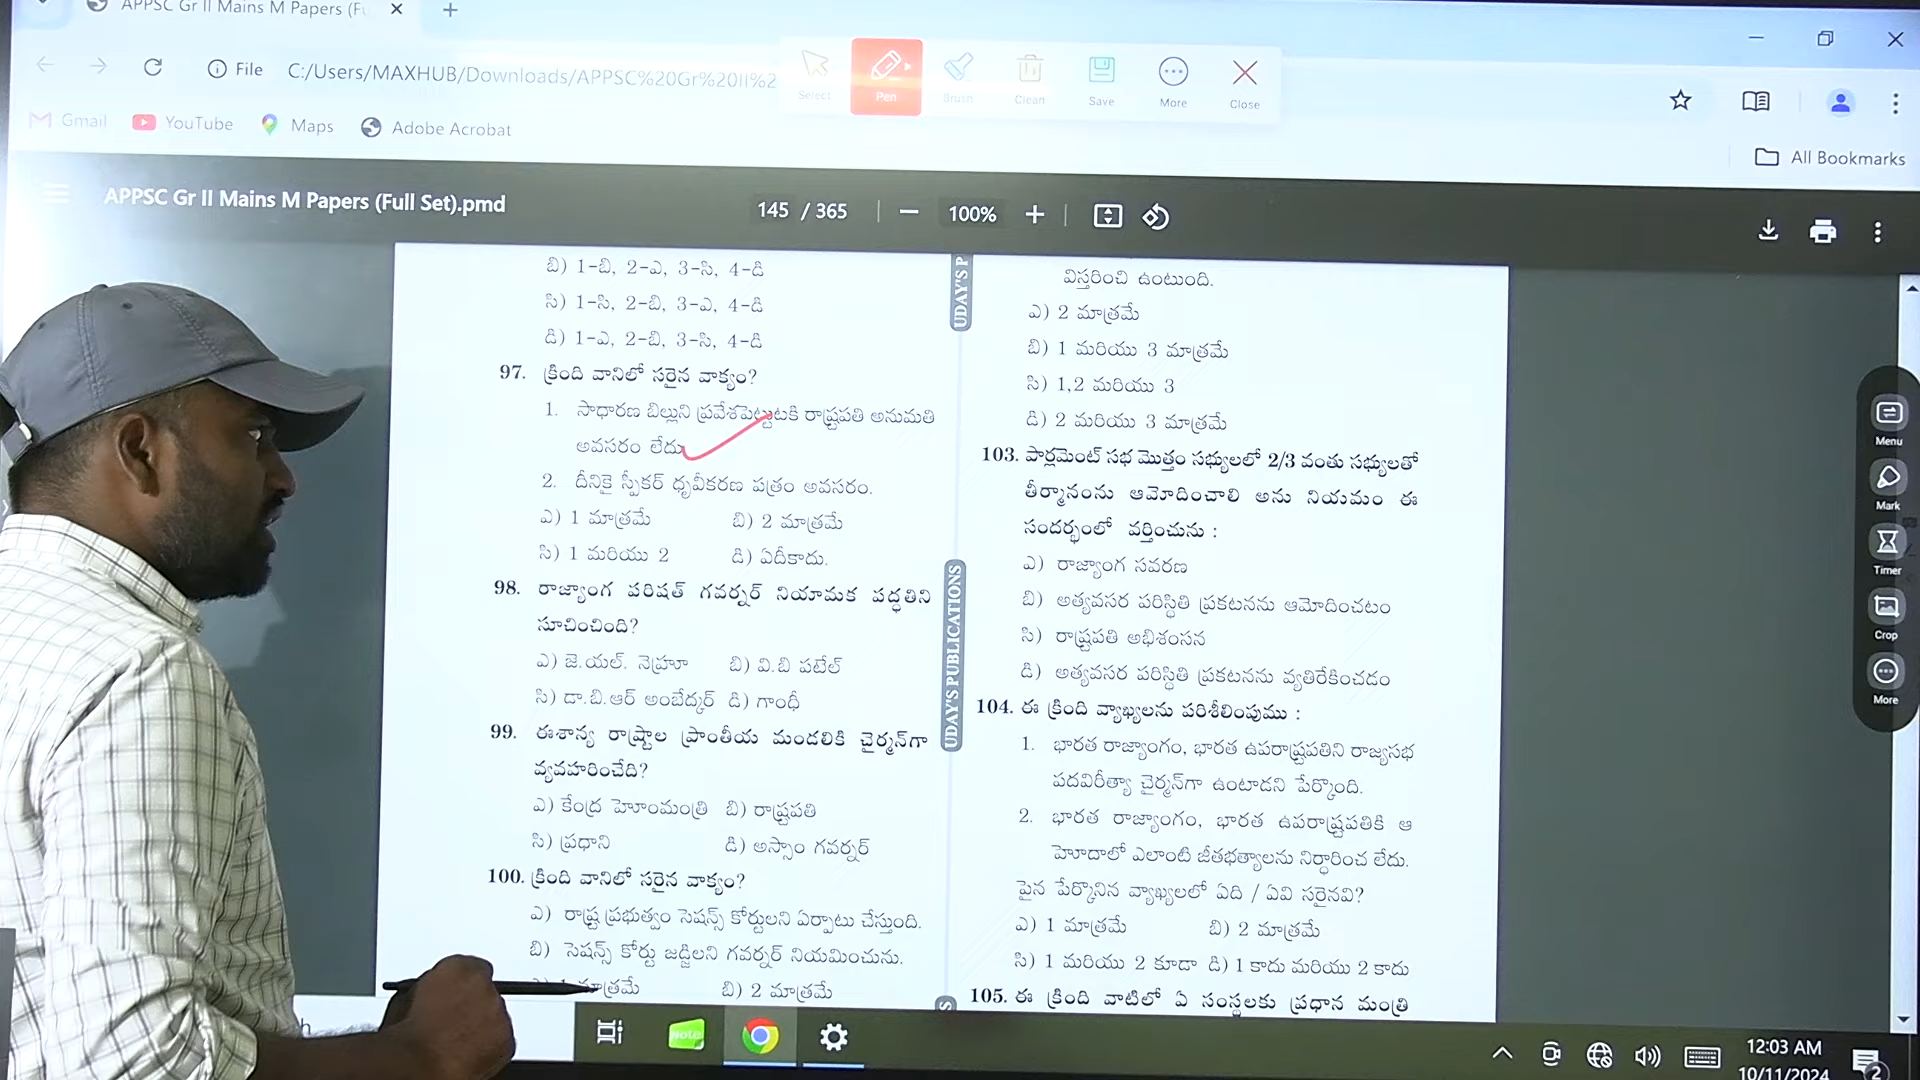 APPSC Gr II Mains M Papers (Fu
File C:/Users/MAXHUB/Downloads/APPSC%20Gr%20II%2
Select
Pen
Brush
Clean
Save
More
Close
Gmail YouTube Maps Adobe Acrobat
All Bookmarks
APPSC Gr II Mains M Papers (Full Set).pmd
145 / 365
100%
బి) 1-బి, 2-ఎ, 3-సి, 4-డి
సి) 1-సి, 2-బి, 3-ఎ, 4-డి
డి) 1-ఎ, 2-బి, 3-సి, 4-డి
97. క్రింది వానిలో సరైన వాక్యం?
1. సాధారణ బిల్లుని ప్రవేశపెట్టుటకి రాష్ట్రపతి అనుమతి
అవసరం లేదు
2. దీనికై స్పీకర్ ధృవీకరణ పత్రం అవసరం.
ఎ) 1 మాత్రమే బి) 2 మాత్రమే
సి) 1 మరియు 2 డి) ఏదీకాదు.
98. రాజ్యాంగ పరిషత్ గవర్నర్ నియామక పద్ధతిని
సూచించింది?
ఎ) జె.యల్. నెహ్రూ బి) వి.బి పటేల్
సి) డా.బి.ఆర్ అంబేద్కర్ డి) గాంధీ
99. ఈశాన్య రాష్ట్రాల ప్రాంతీయ మండలికి చైర్మన్‌గా
వ్యవహరించేది?
ఎ) కేంద్ర హెూంమంత్రి బి) రాష్ట్రపతి
సి) ప్రధాని డి) అస్సాం గవర్నర్
100. క్రింది వానిలో సరైన వాక్యం?
ఎ) రాష్ట్ర ప్రభుత్వం సెషన్స్ కోర్టులని ఏర్పాటు చేస్తుంది.
బి) సెషన్స్ కోర్టు జడ్జిలని గవర్నర్ నియమించును.
మాత్రమే బి) 2 మాత్రమే
UDAY'S P
UDAY'S PUBLICATIONS
S
విస్తరించి ఉంటుంది.
ఎ) 2 మాత్రమే
బి) 1 మరియు 3 మాత్రమే
సి) 1,2 మరియు 3
డి) 2 మరియు 3 మాత్రమే
103. పార్లమెంట్ సభ మొత్తం సభ్యులలో 2/3 వంతు సభ్యులతో
తీర్మానంను ఆమోదించాలి అను నియమం ఈ
సందర్భంలో వర్తించును :
ఎ) రాజ్యాంగ సవరణ
బి) అత్యవసర పరిస్థితి ప్రకటనను ఆమోదించటం
సి) రాష్ట్రపతి అభిశంసన
డి) అత్యవసర పరిస్థితి ప్రకటనను వ్యతిరేకించడం
104. ఈ క్రింది వ్యాఖ్యలను పరిశీలింపుము :
1. భారత రాజ్యాంగం, భారత ఉపరాష్ట్రపతిని రాజ్యసభ
పదవిరీత్యా చైర్మన్‌గా ఉంటాడని పేర్కొంది.
2. భారత రాజ్యాంగం, భారత ఉపరాష్ట్రపతికి ఆ
హెూదాలో ఎలాంటి జీతభత్యాలను నిర్ధారించ లేదు.
పైన పేర్కొనిన వ్యాఖ్యలలో ఏది / ఏవి సరైనవి?
ఎ) 1 మాత్రమే బి) 2 మాత్రమే
సి) 1 మరియు 2 కూడా డి) 1 కాదు మరియు 2 కాదు
105. ఈ క్రింది వాటిలో ఏ సంస్థలకు ప్రధాన మంత్రి
Menu
Mark
Timer
Crop
More
12:03 AM
10/11/2024
2